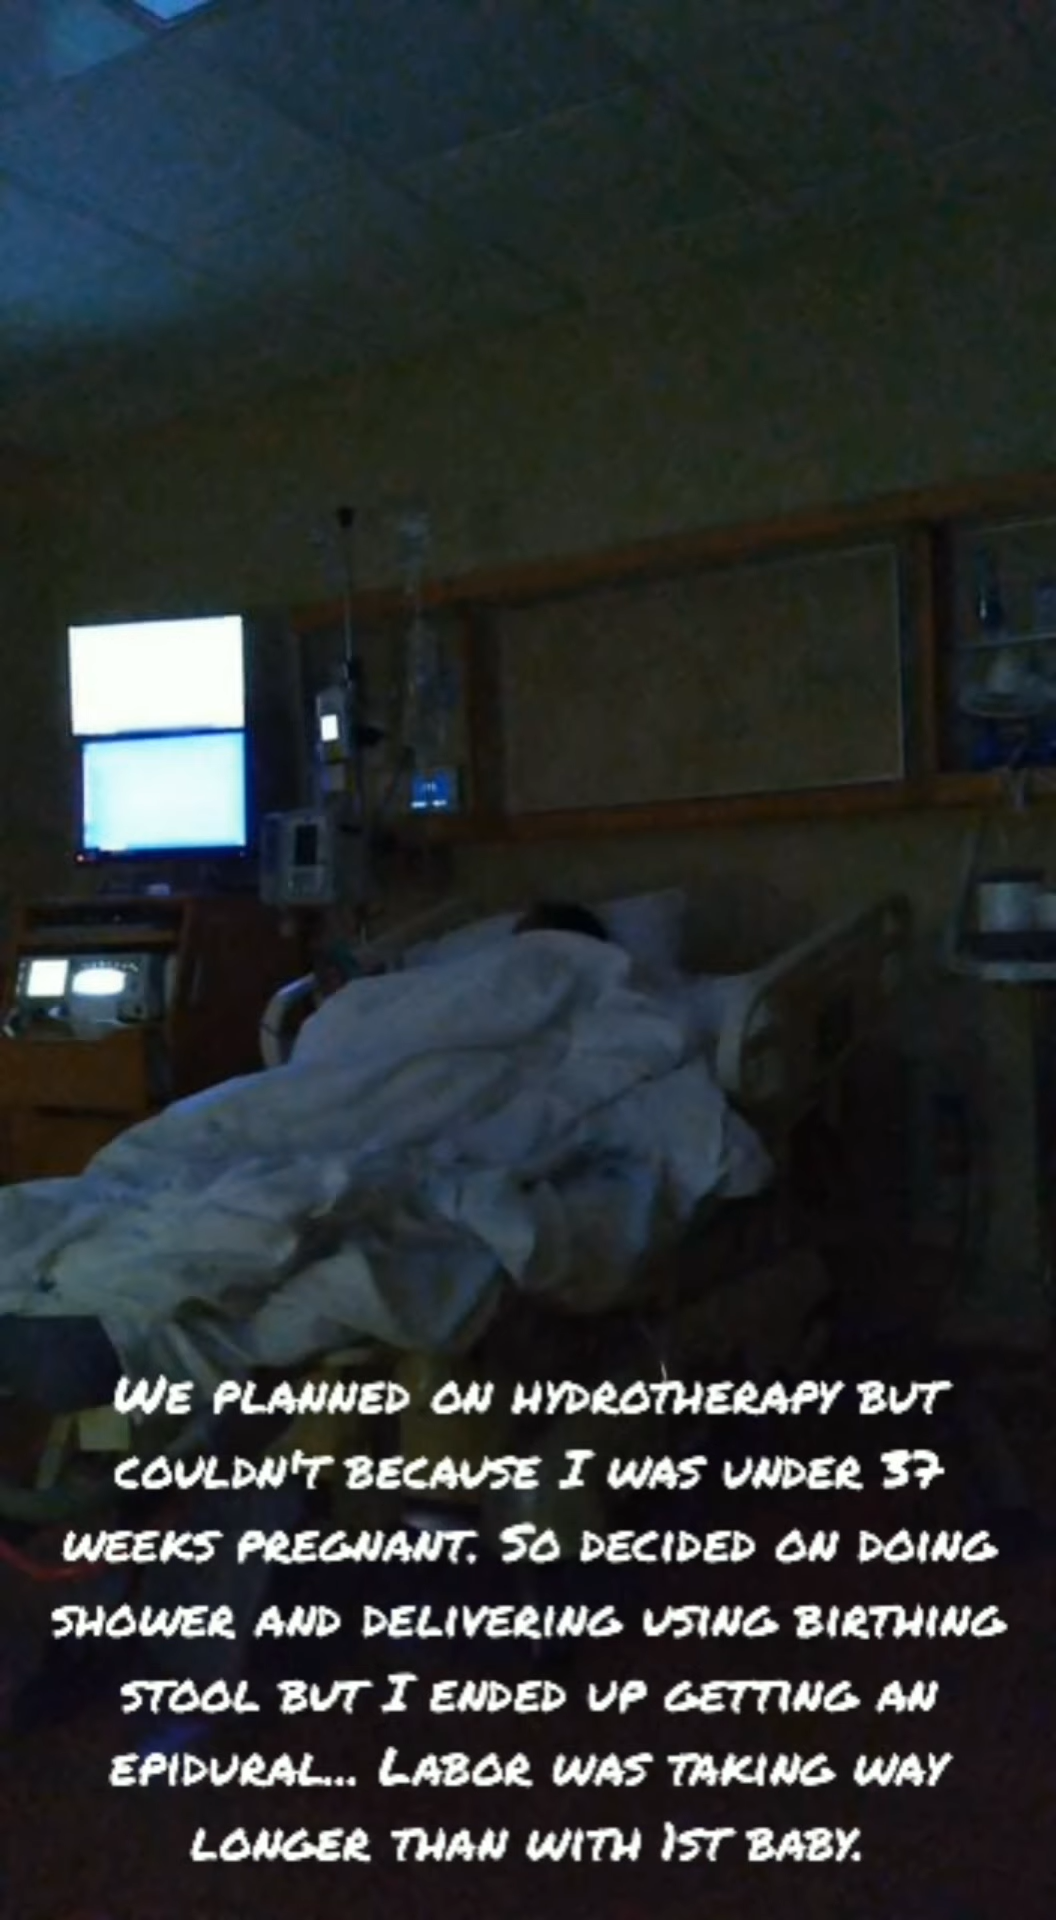 We planned on hydrotherapy but
couldn't because I was under 37
weeks pregnant. So decided on doing
shower and delivering using birthing
stool but I ended up getting an
epidural... Labor was taking way
longer than with 1st baby.